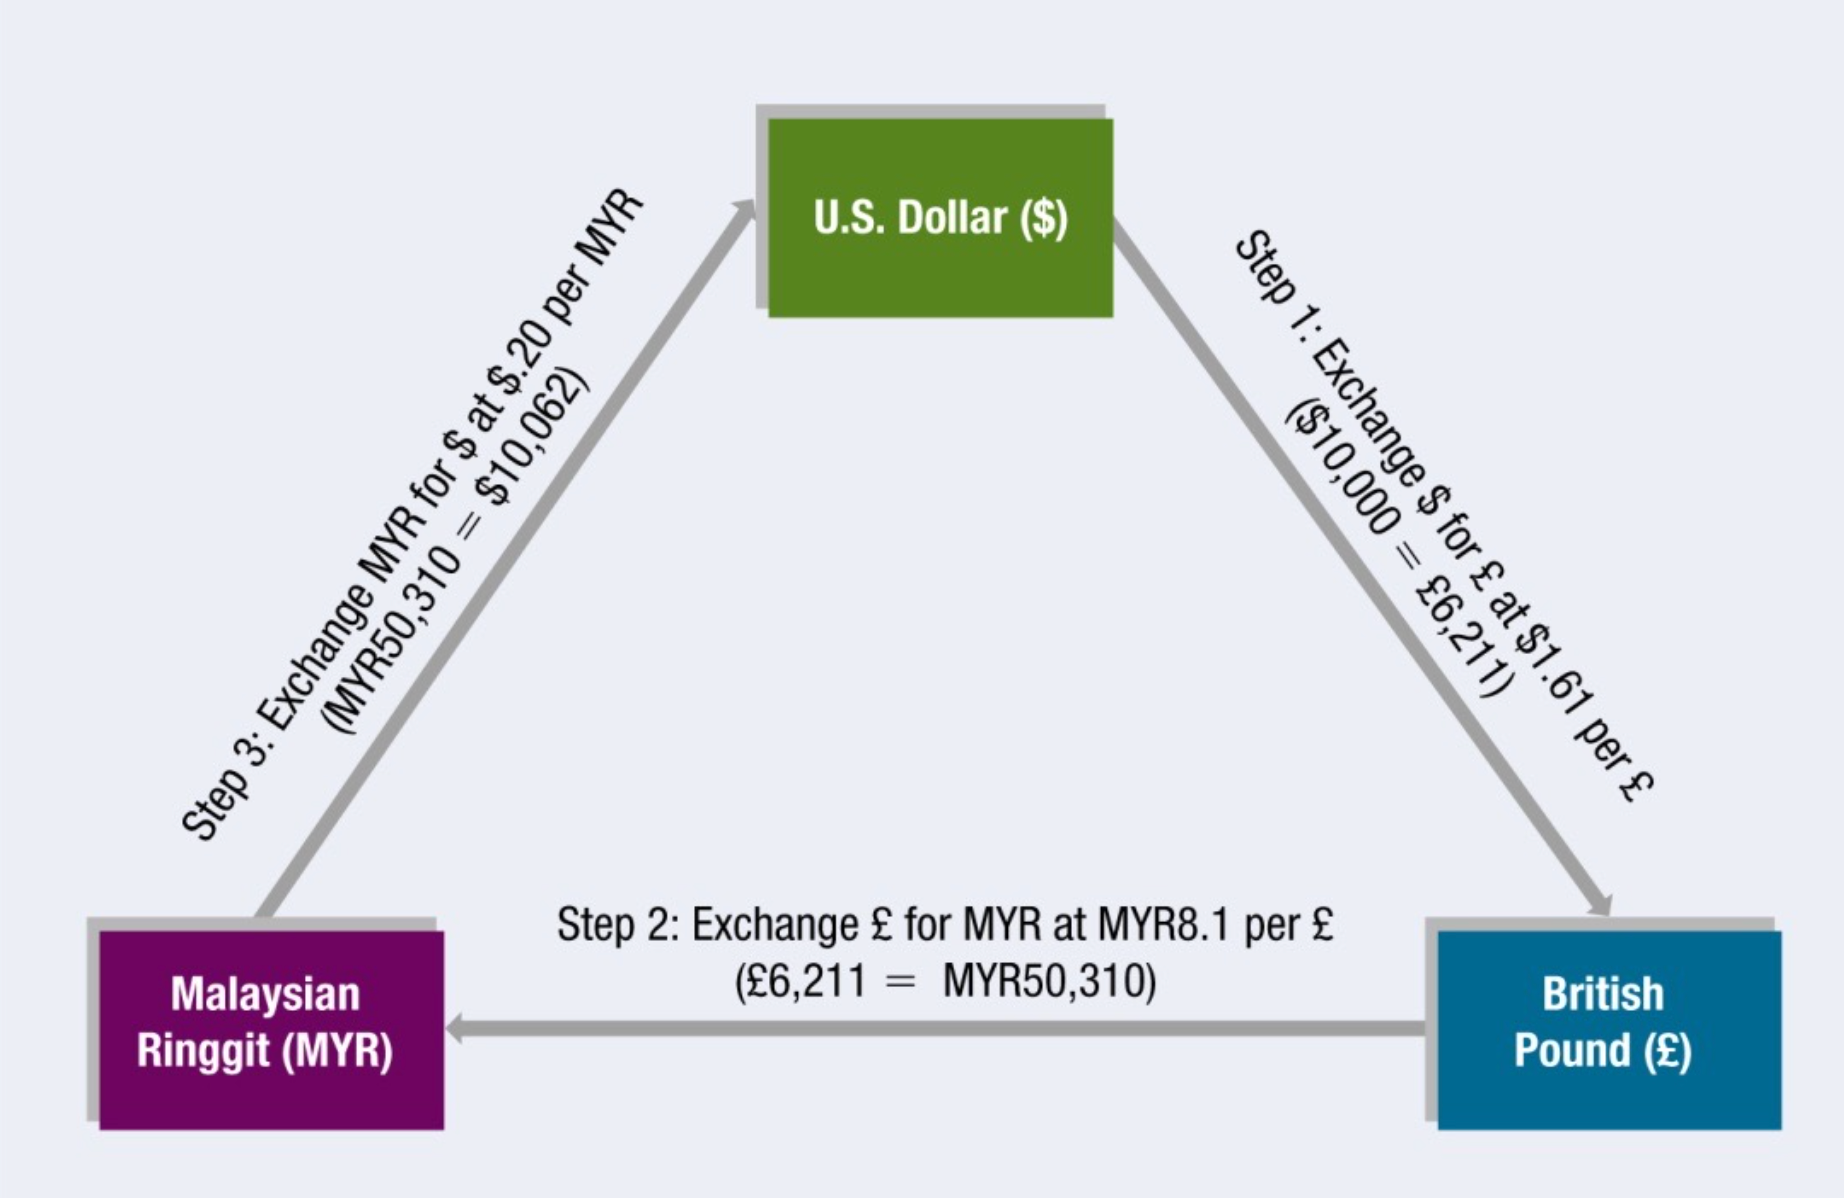 U.S. Dollar ($)
Step 1: Exchange $ for £ at $1.61 per £
($10,000 = £6,211)
Step 2: Exchange £ for MYR at MYR8.1 per £
(£6,211 = MYR50,310)
Step 3: Exchange MYR for $ at $.20 per MYR
(MYR50,310 = $10,062)
Malaysian
Ringgit (MYR)
British
Pound (£)